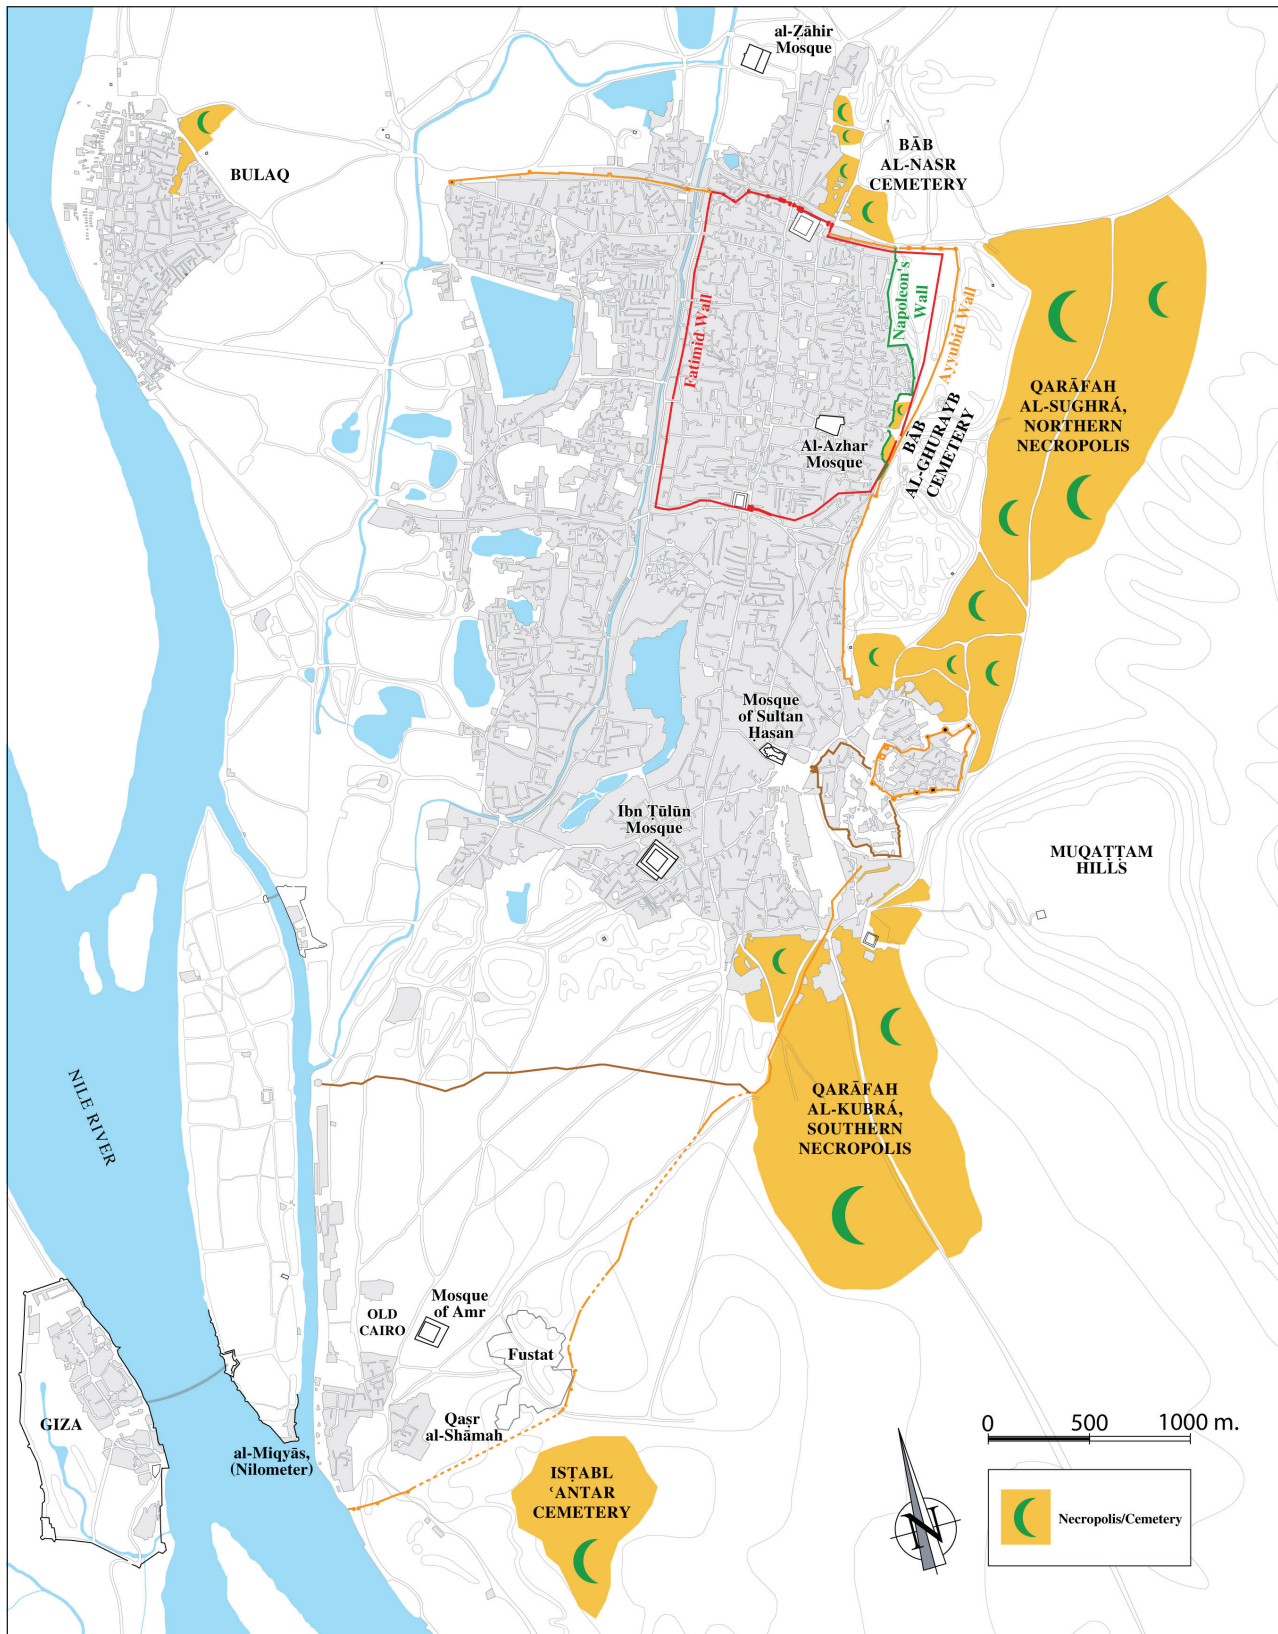 al-Ẓāhir
Mosque
BULAQ
BĀB
AL-NASR
CEMETERY
Napoleon's
Wall
Fatimid Wall
Ayyubid Wall
QARĀFAH
AL-SUGHRÁ,
NORTHERN
NECROPOLIS
Al-Azhar
Mosque
BĀB
AL-GHURAYB
CEMETERY
Mosque
of Sultan
Ḥasan
Ibn Ṭūlūn
Mosque
MUQAṬṬAM
HILLS
NILE RIVER
QARĀFAH
AL-KUBRÁ,
SOUTHERN
NECROPOLIS
Mosque
of Amr
OLD
CAIRO
Fustat
GIZA
Qaṣr
al-Shāmah
al-Miqyās,
(Nilometer)
ISṬABL
ʿANTAR
CEMETERY
0 500 1000 m.
N
Necropolis/Cemetery